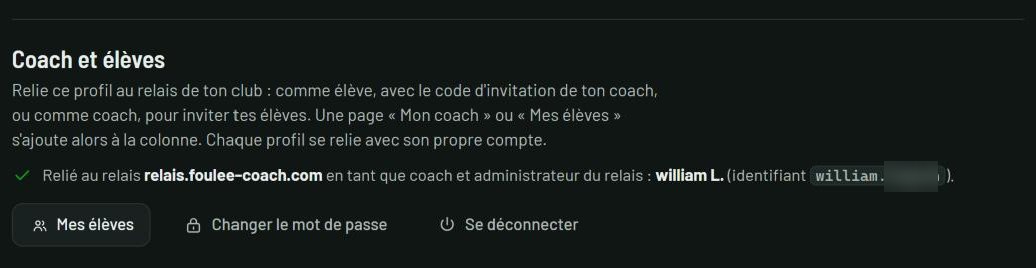 Coach et élèves
Relie ce profil au relais de ton club : comme élève, avec le code d'invitation de ton coach,
ou comme coach, pour inviter tes élèves. Une page « Mon coach » ou « Mes élèves »
s'ajoute alors à la colonne. Chaque profil se relie avec son propre compte.
Relié au relais relais.foulee-coach.com en tant que coach et administrateur du relais : william L. (identifiant william. ).
Mes élèves Changer le mot de passe Se déconnecter